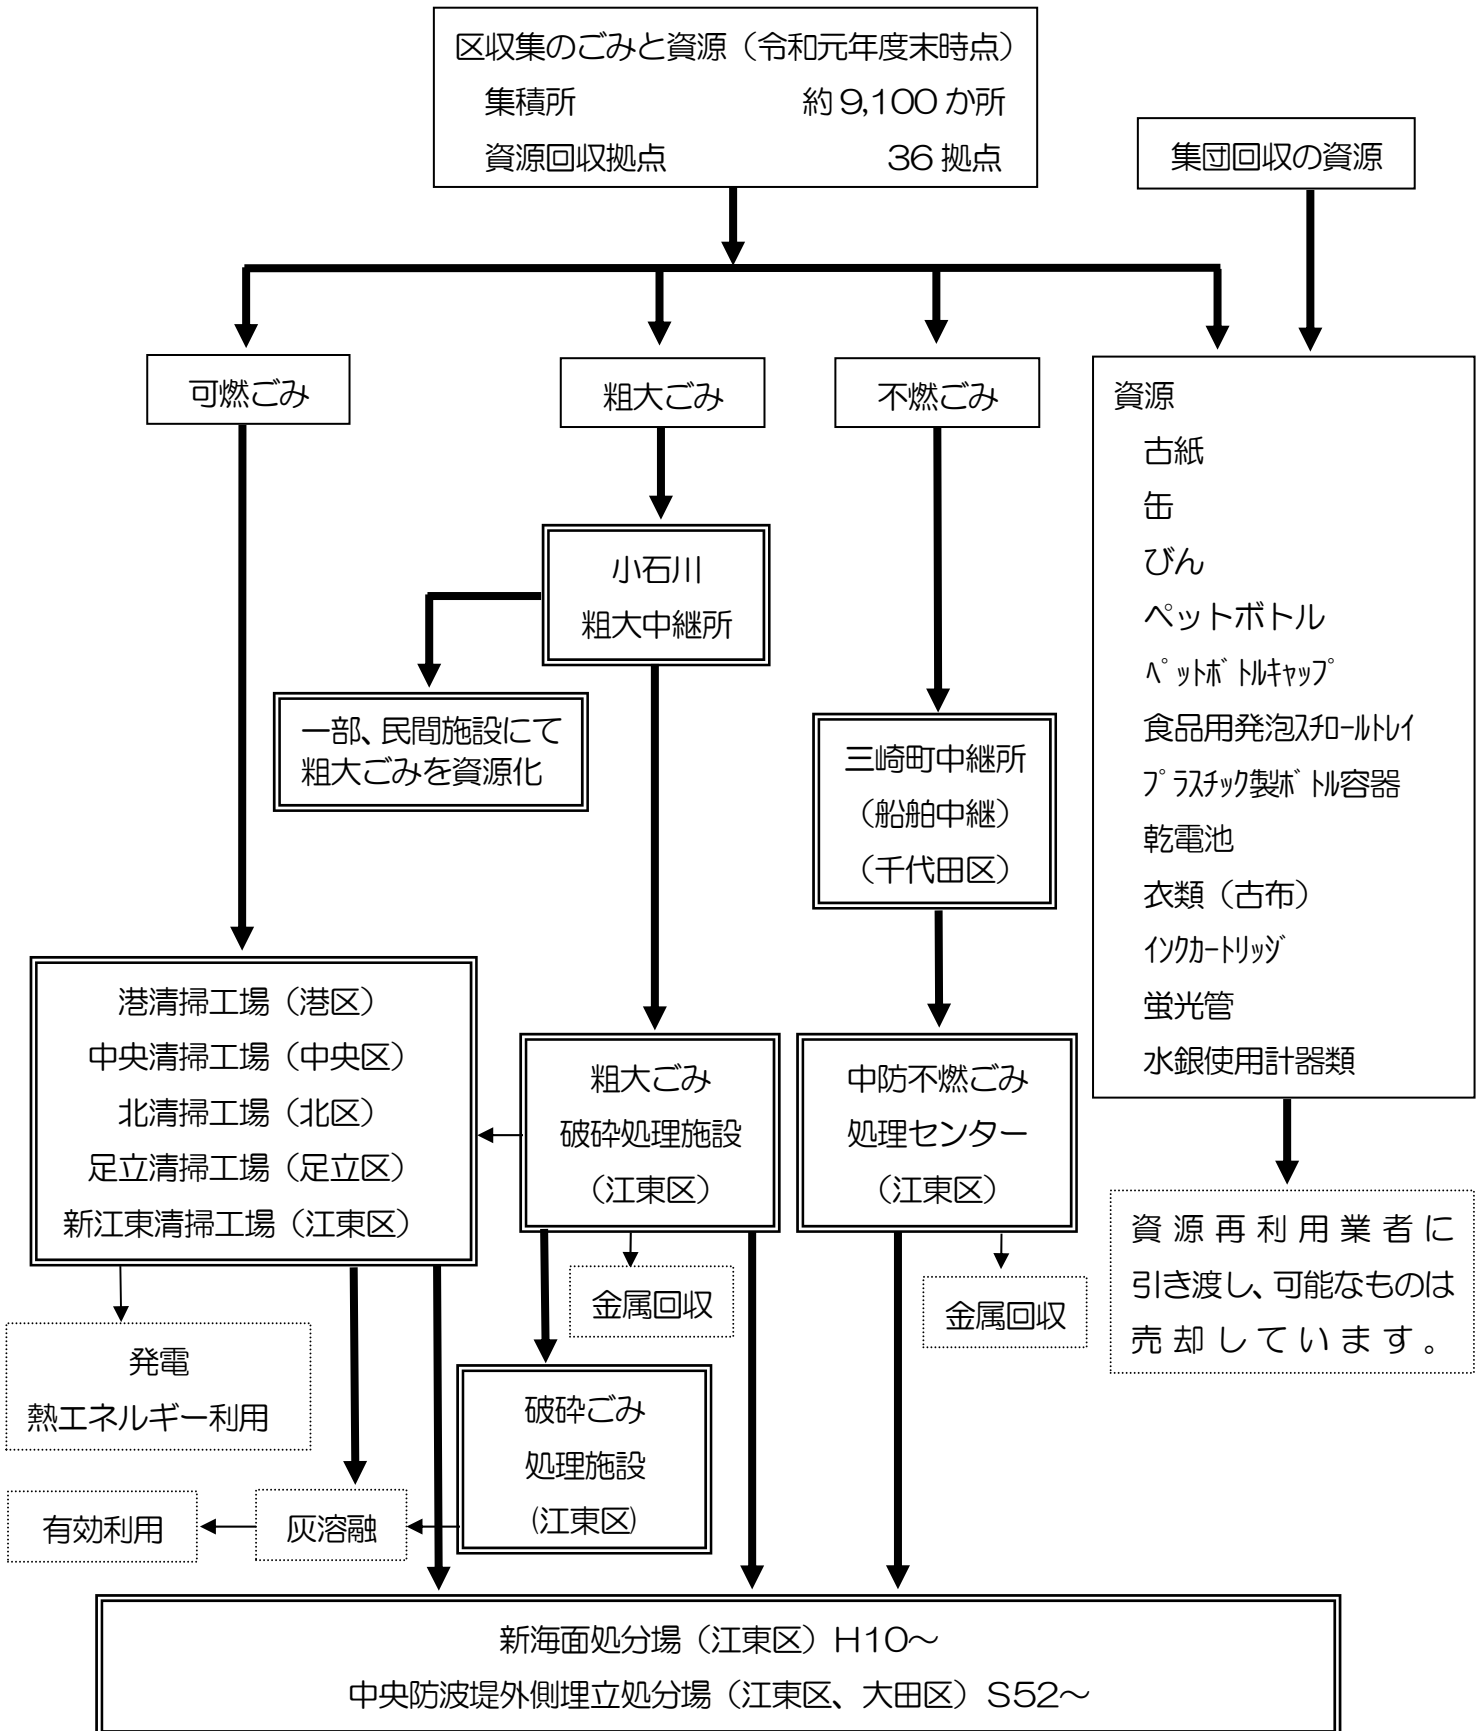 区収集のごみと資源（令和元年度末時点）
集積所 約9,100か所
資源回収拠点 36拠点
集団回収の資源
可燃ごみ
粗大ごみ
不燃ごみ
資源
古紙
缶
びん
ペットボトル
ﾍﾟｯﾄﾎﾞﾄﾙｷｬｯﾌﾟ
食品用発泡ｽﾁﾛｰﾙﾄﾚｲ
ﾌﾟﾗｽﾁｯｸ製ﾎﾞﾄﾙ容器
乾電池
衣類（古布）
ｲﾝｸｶｰﾄﾘｯｼﾞ
蛍光管
水銀使用計器類
小石川
粗大中継所
一部、民間施設にて
粗大ごみを資源化
三崎町中継所
（船舶中継）
（千代田区）
港清掃工場（港区）
中央清掃工場（中央区）
北清掃工場（北区）
足立清掃工場（足立区）
新江東清掃工場（江東区）
粗大ごみ
破砕処理施設
（江東区）
中防不燃ごみ
処理センター
（江東区）
資源再利用業者に
引き渡し、可能なものは
売却しています。
金属回収
金属回収
発電
熱エネルギー利用
破砕ごみ
処理施設
(江東区)
有効利用
灰溶融
新海面処分場（江東区）H10～
中央防波堤外側埋立処分場（江東区、大田区）S52～